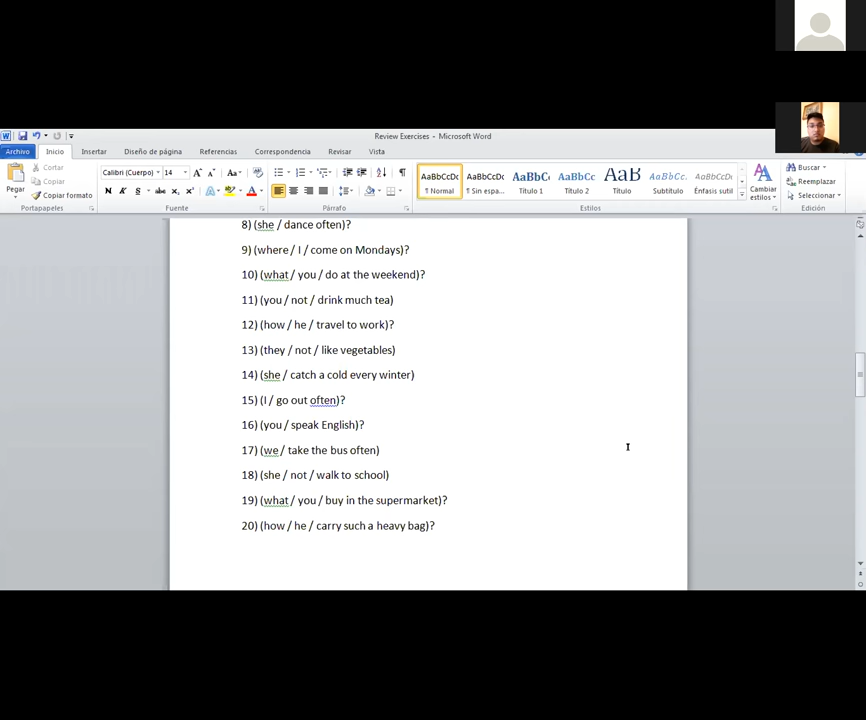 Review Exercises - Microsoft Word
Archivo Inicio Insertar Diseño de página Referencias Correspondencia Revisar Vista
Pegar
Cortar
Copiar
Copiar formato
Portapapeles
Calibri (Cuerpo) 14
Fuente
Párrafo
AaBbCcDc AaBbCcDc AaBbC AaBbCc AaB AaBbCc. AaBbCcDc
¶ Normal ¶ Sin espa... Título 1 Título 2 Título Subtítulo Énfasis sutil
Cambiar estilos
Estilos
Buscar
Reemplazar
Seleccionar
Edición
8) (she / dance often)?
9) (where / I / come on Mondays)?
10) (what / you / do at the weekend)?
11) (you / not / drink much tea)
12) (how / he / travel to work)?
13) (they / not / like vegetables)
14) (she / catch a cold every winter)
15) (I / go out often)?
16) (you / speak English)?
17) (we / take the bus often)
18) (she / not / walk to school)
19) (what / you / buy in the supermarket)?
20) (how / he / carry such a heavy bag)?